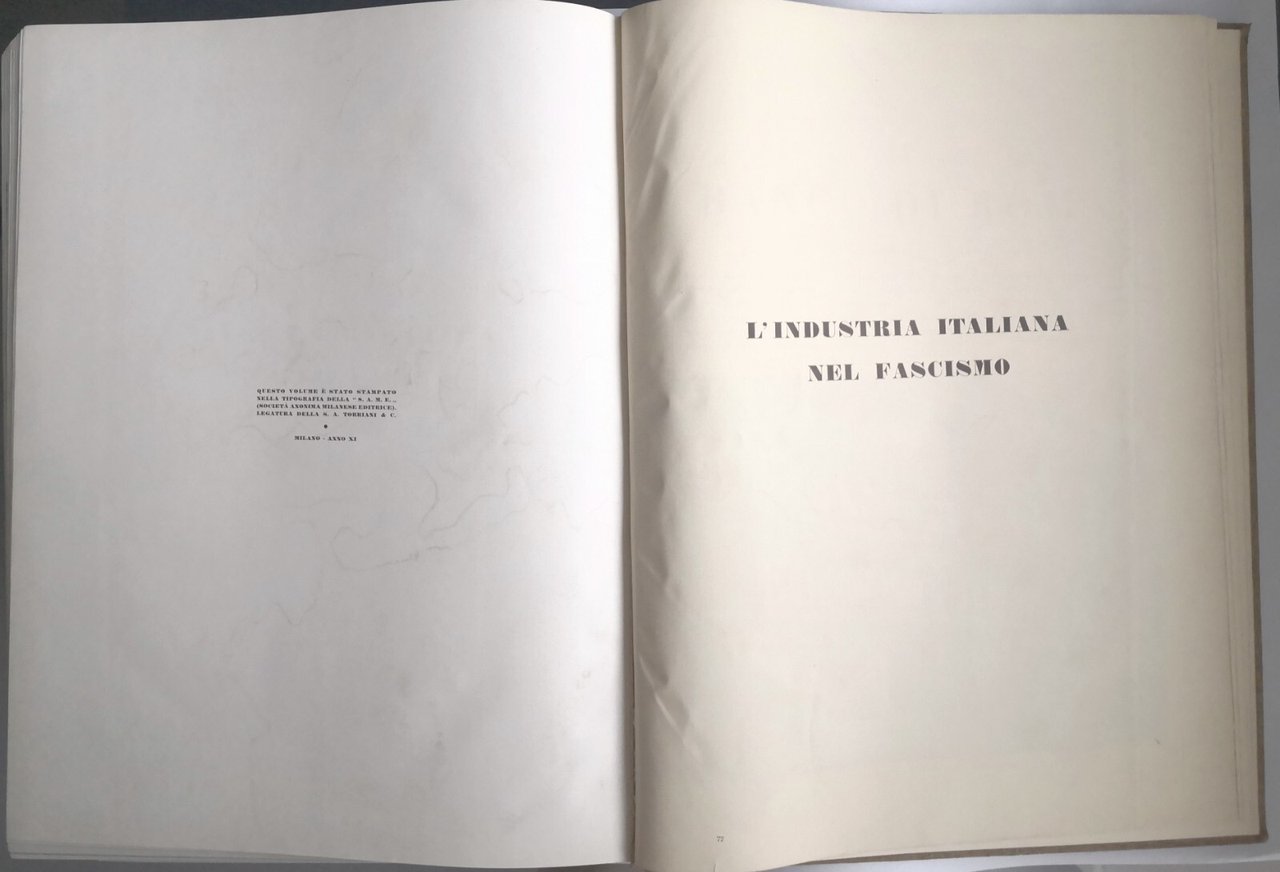 QUESTO VOLUME È STATO STAMPATO
NELLA TIPOGRAFIA DELLA " S. A. M. E. „
(SOCIETÀ ANONIMA MILANESE EDITRICE).
LEGATURA DELLA S. A. TORRIANI & C.
MILANO - ANNO XI
L'INDUSTRIA ITALIANA
NEL FASCISMO
77